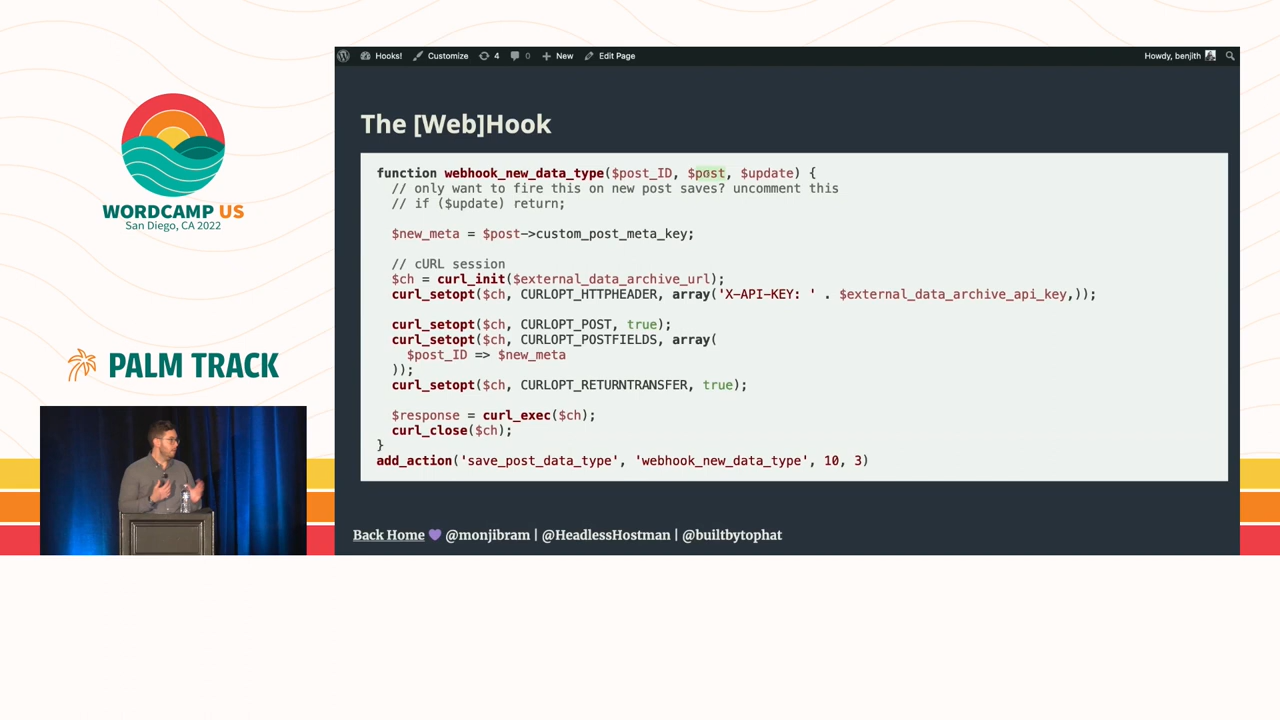 WORDCAMP US
San Diego, CA 2022
PALM TRACK
Hooks! Customize 4 0 New Edit Page Howdy, benjith
The [Web]Hook
function webhook_new_data_type($post_ID, $post, $update) {
// only want to fire this on new post saves? uncomment this
// if ($update) return;
$new_meta = $post->custom_post_meta_key;
// cURL session
$ch = curl_init($external_data_archive_url);
curl_setopt($ch, CURLOPT_HTTPHEADER, array('X-API-KEY: ' . $external_data_archive_api_key,));
curl_setopt($ch, CURLOPT_POST, true);
curl_setopt($ch, CURLOPT_POSTFIELDS, array(
$post_ID => $new_meta
));
curl_setopt($ch, CURLOPT_RETURNTRANSFER, true);
$response = curl_exec($ch);
curl_close($ch);
}
add_action('save_post_data_type', 'webhook_new_data_type', 10, 3)
Back Home 💜 @monjibram | @HeadlessHostman | @builtbytophat